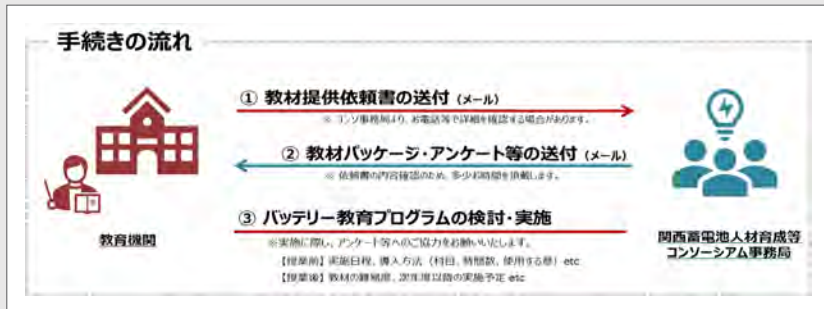 手続きの流れ
① 教材提供依頼書の送付 (メール)
※ コンソ事務局より、お電話等で詳細を確認する場合があります。
② 教材パッケージ・アンケート等の送付 (メール)
※ 依頼書の内容確認のため、多少お時間を頂戴します。
③ バッテリー教育プログラムの検討・実施
※実施に際し、アンケート等へのご協力をお願いいたします。
【授業前】実施日程、導入方法(科目、時間数、使用する章)etc
【授業後】教材の難易度、次年度以降の実施予定 etc
教育機関
関西蓄電池人材育成等
コンソーシアム事務局